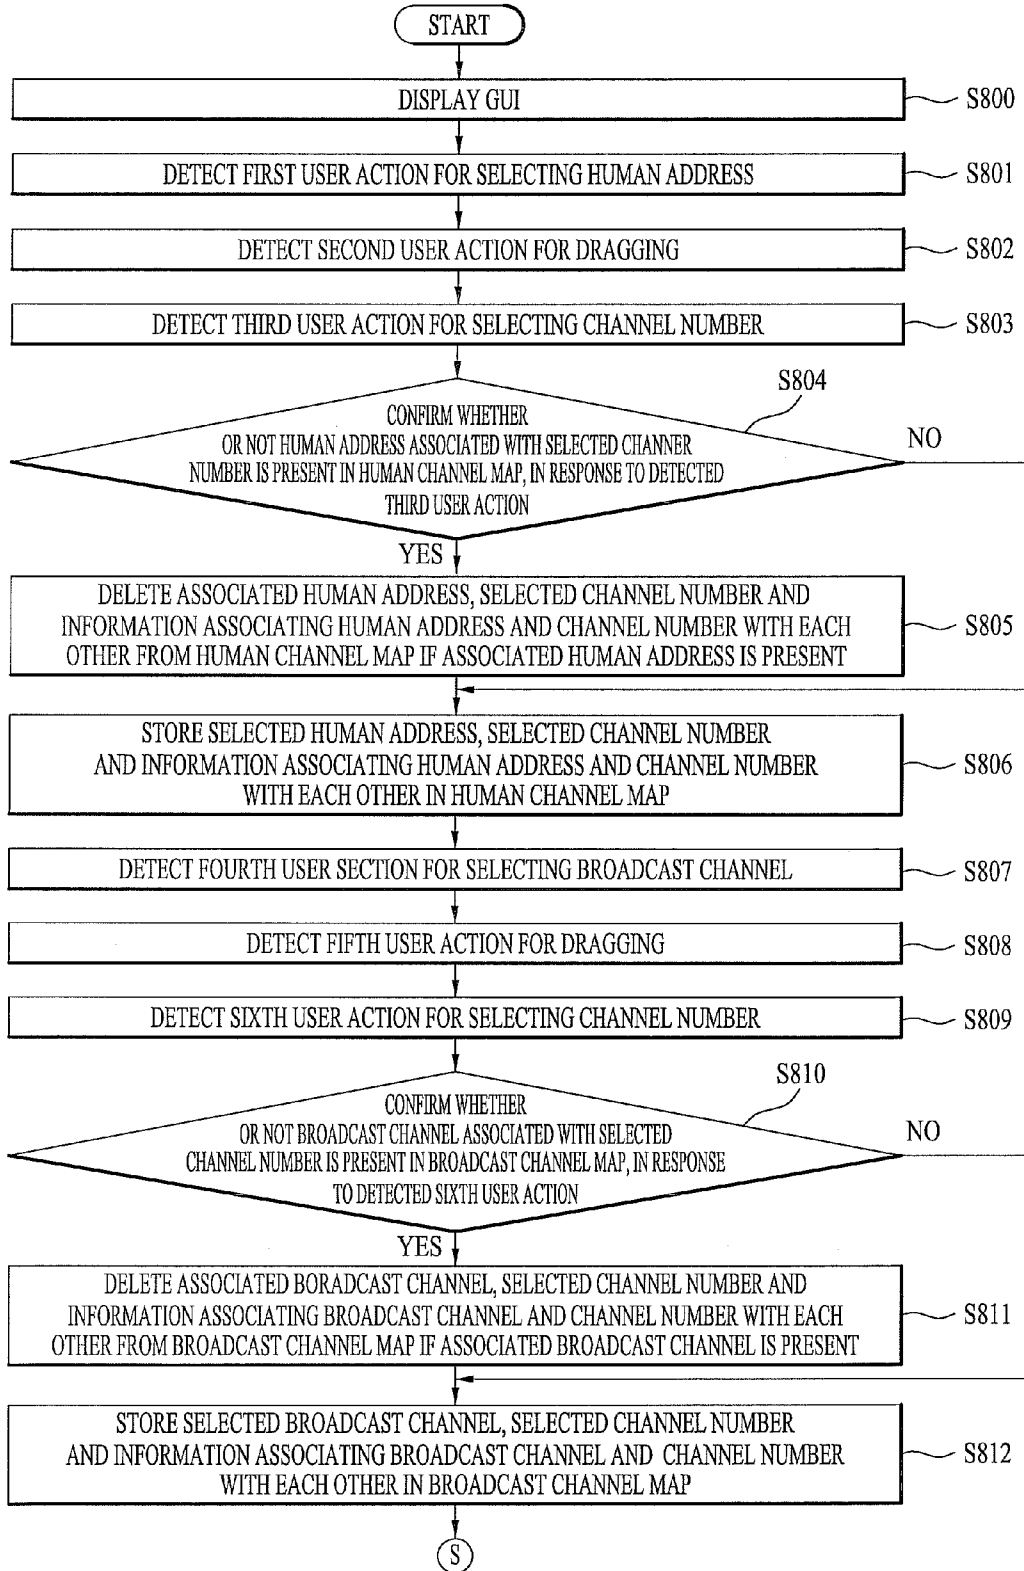 START
DISPLAY GUI
S800
DETECT FIRST USER ACTION FOR SELECTING HUMAN ADDRESS
S801
DETECT SECOND USER ACTION FOR DRAGGING
S802
DETECT THIRD USER ACTION FOR SELECTING CHANNEL NUMBER
S803
S804
CONFIRM WHETHER
OR NOT HUMAN ADDRESS ASSOCIATED WITH SELECTED CHANNER
NUMBER IS PRESENT IN HUMAN CHANNEL MAP, IN RESPONSE TO DETECTED
THIRD USER ACTION
NO
YES
DELETE ASSOCIATED HUMAN ADDRESS, SELECTED CHANNEL NUMBER AND
INFORMATION ASSOCIATING HUMAN ADDRESS AND CHANNEL NUMBER WITH EACH
OTHER FROM HUMAN CHANNEL MAP IF ASSOCIATED HUMAN ADDRESS IS PRESENT
S805
STORE SELECTED HUMAN ADDRESS, SELECTED CHANNEL NUMBER
AND INFORMATION ASSOCIATING HUMAN ADDRESS AND CHANNEL NUMBER
WITH EACH OTHER IN HUMAN CHANNEL MAP
S806
DETECT FOURTH USER SECTION FOR SELECTING BROADCAST CHANNEL
S807
DETECT FIFTH USER ACTION FOR DRAGGING
S808
DETECT SIXTH USER ACTION FOR SELECTING CHANNEL NUMBER
S809
S810
CONFIRM WHETHER
OR NOT BROADCAST CHANNEL ASSOCIATED WITH SELECTED
CHANNEL NUMBER IS PRESENT IN BROADCAST CHANNEL MAP, IN RESPONSE
TO DETECTED SIXTH USER ACTION
NO
YES
DELETE ASSOCIATED BORADCAST CHANNEL, SELECTED CHANNEL NUMBER AND
INFORMATION ASSOCIATING BROADCAST CHANNEL AND CHANNEL NUMBER WITH EACH
OTHER FROM BROADCAST CHANNEL MAP IF ASSOCIATED BROADCAST CHANNEL IS PRESENT
S811
STORE SELECTED BROADCAST CHANNEL, SELECTED CHANNEL NUMBER
AND INFORMATION ASSOCIATING BROADCAST CHANNEL AND CHANNEL NUMBER
WITH EACH OTHER IN BROADCAST CHANNEL MAP
S812
S